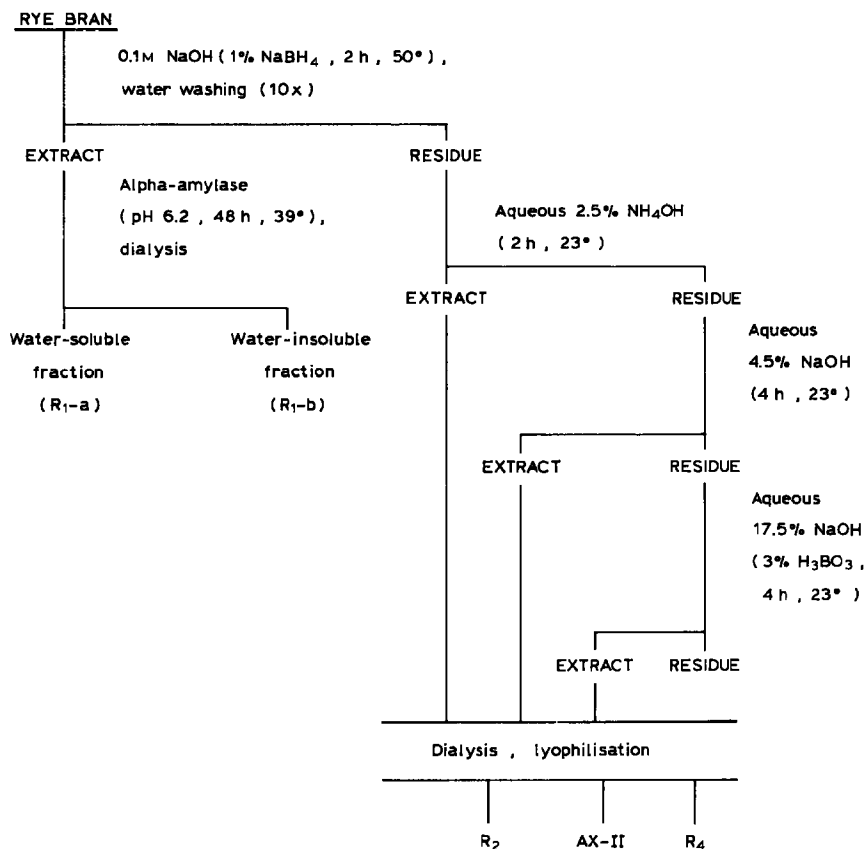 RYE BRAN
0.1M NaOH (1% NaBH₄, 2 h, 50°),
water washing (10x)
EXTRACT
RESIDUE
Alpha-amylase
(pH 6.2, 48 h, 39°),
dialysis
Aqueous 2.5% NH₄OH
(2 h, 23°)
EXTRACT
RESIDUE
Water-soluble
fraction
(R₁-a)
Water-insoluble
fraction
(R₁-b)
Aqueous
4.5% NaOH
(4 h, 23°)
EXTRACT
RESIDUE
Aqueous
17.5% NaOH
(3% H₃BO₃,
4 h, 23°)
EXTRACT
RESIDUE
Dialysis, lyophilisation
R₂
AX-II
R₄